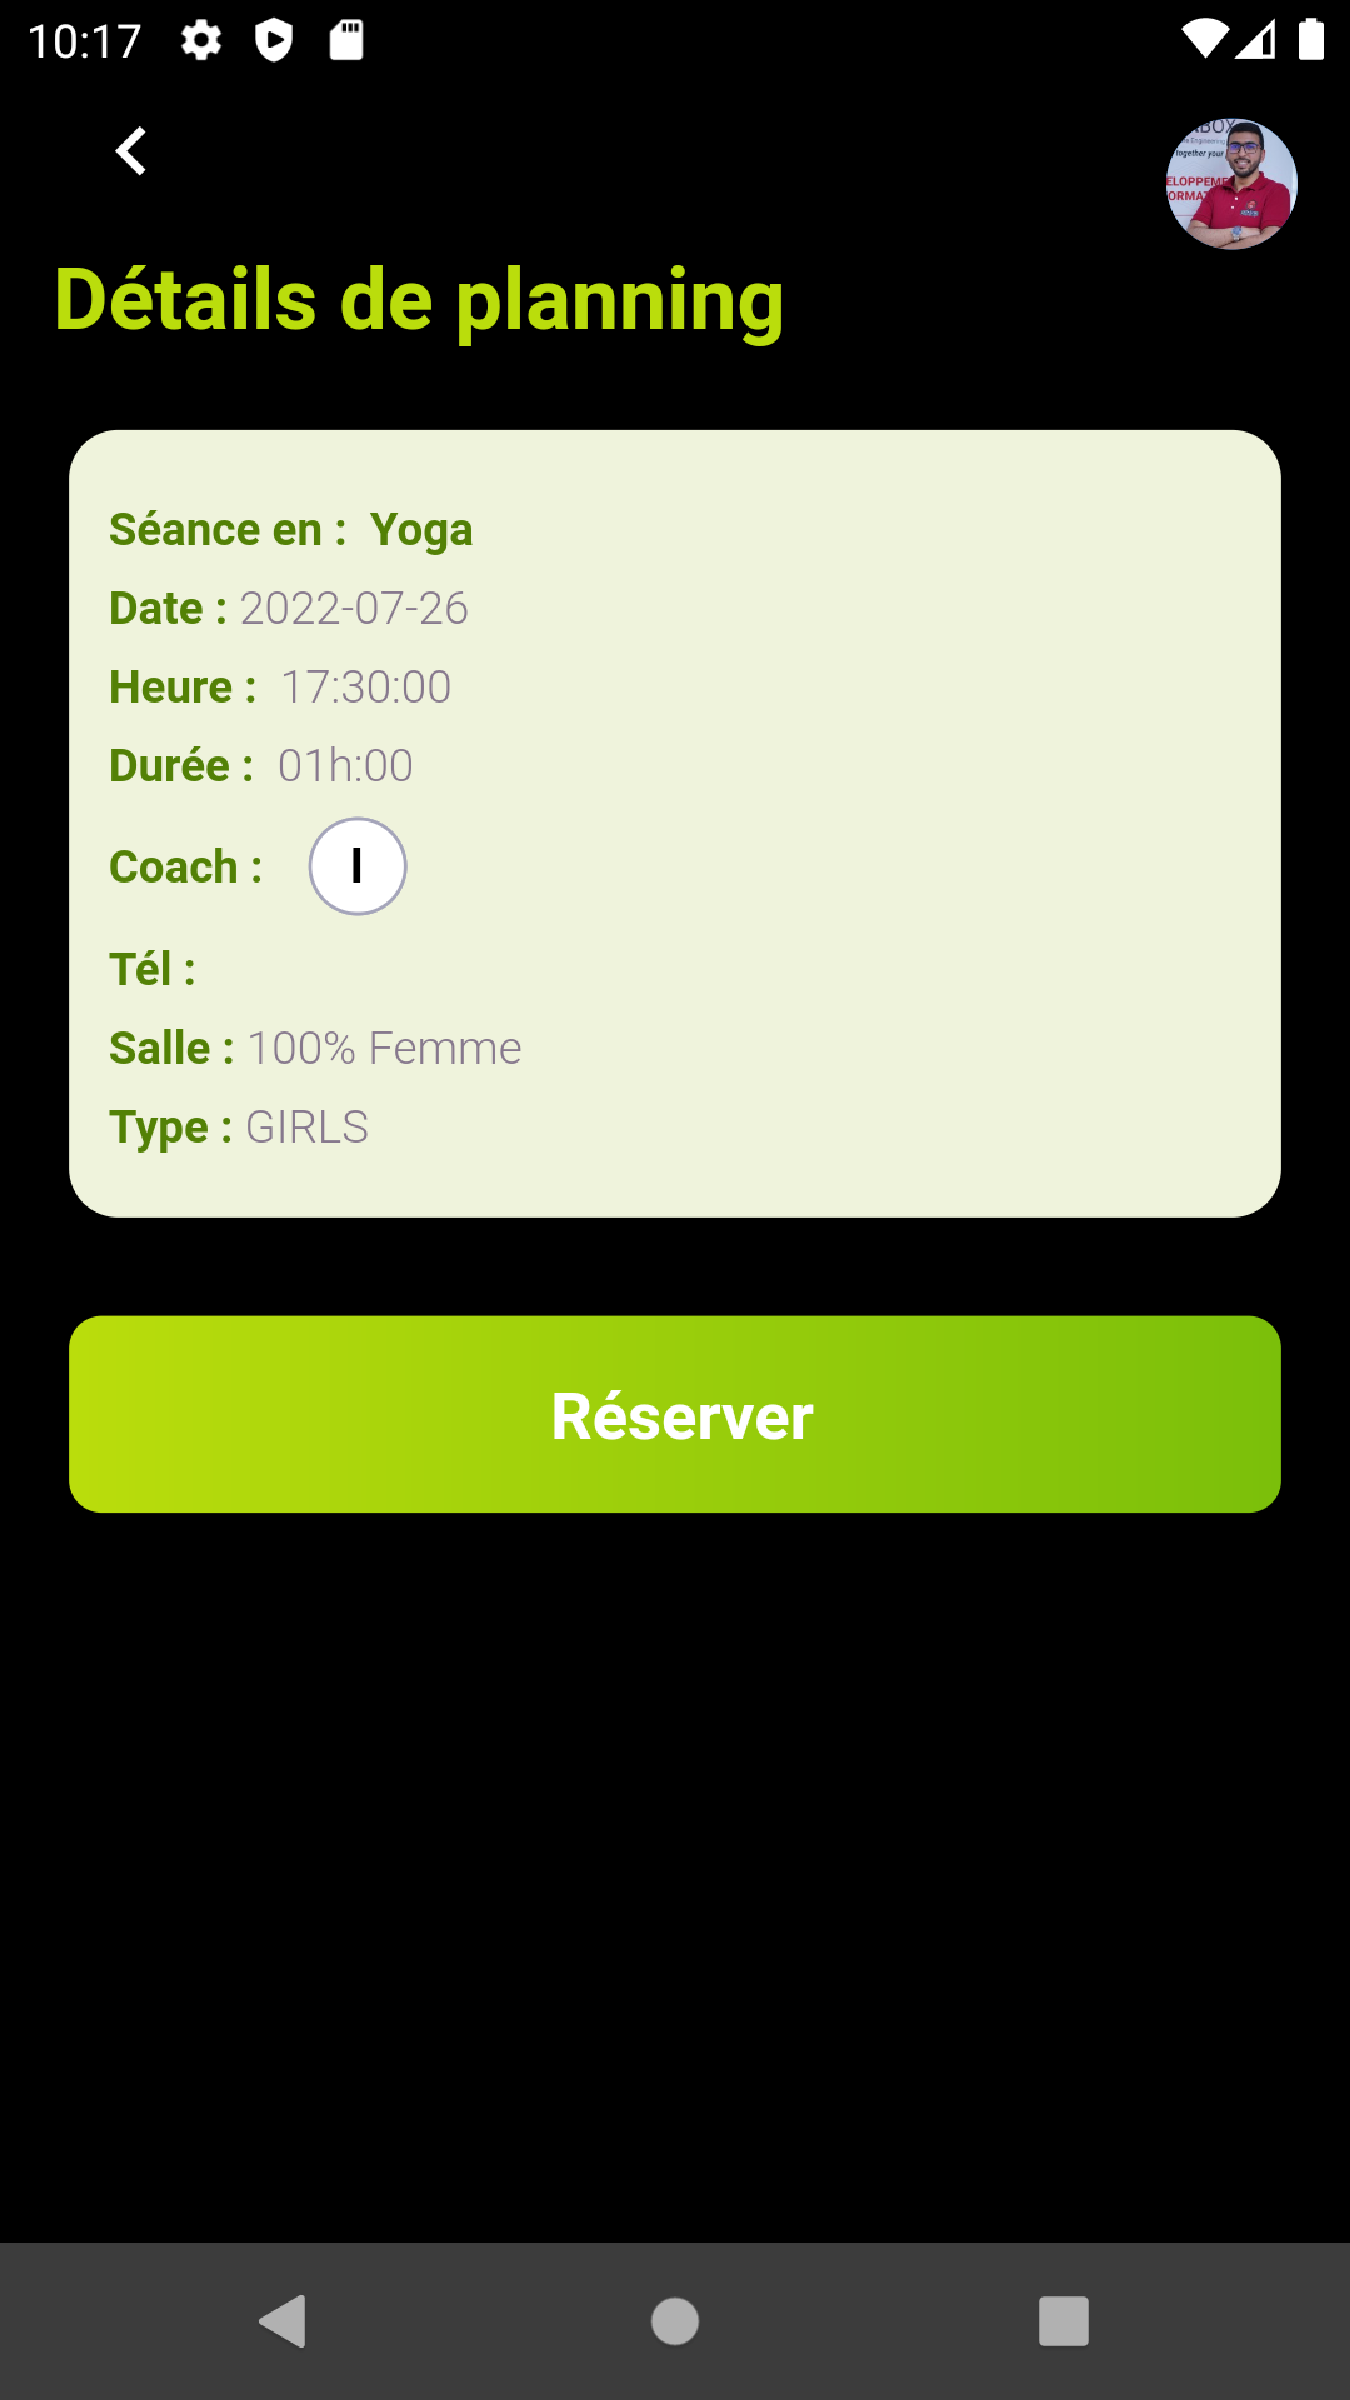 10:17
Détails de planning
Séance en : Yoga
Date : 2022-07-26
Heure : 17:30:00
Durée : 01h:00
Coach : I
Tél :
Salle : 100% Femme
Type : GIRLS
Réserver